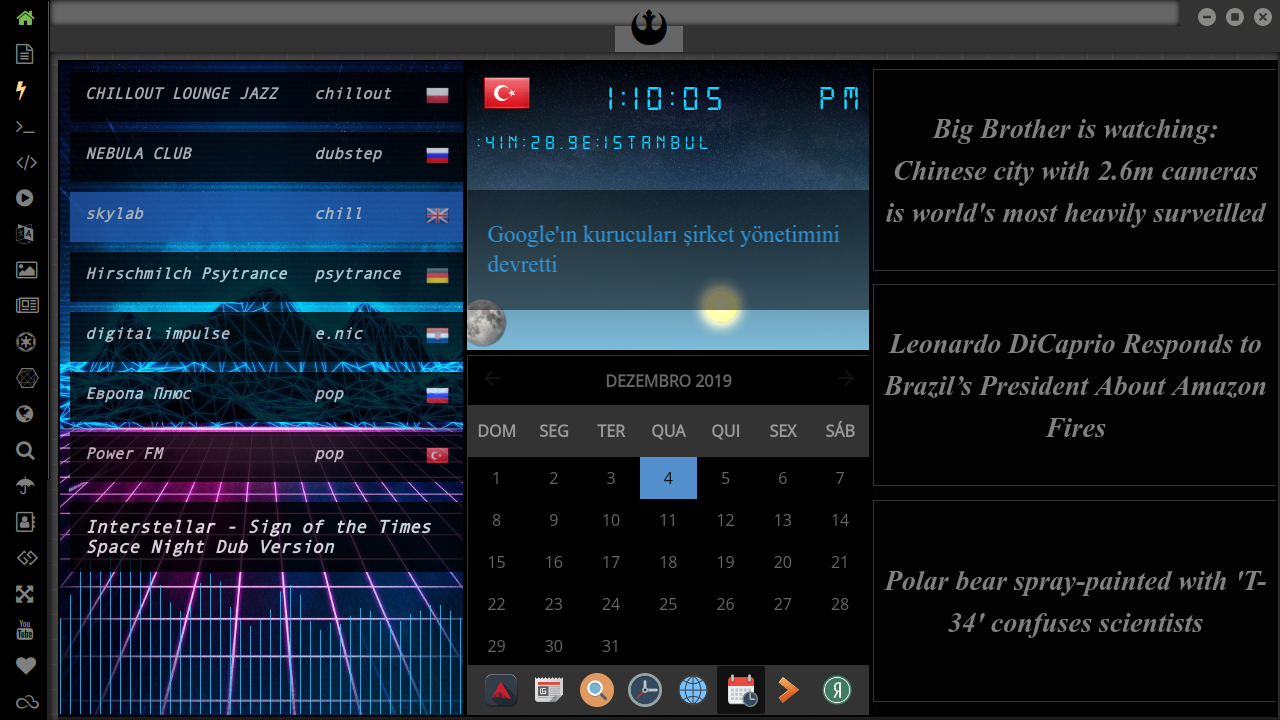 CHILLOUT LOUNGE JAZZ chillout
NEBULA CLUB dubstep
skylab chill
Hirschmilch Psytrance psytrance
digital impulse e.nic
Европа Плюс pop
Power FM pop
Interstellar - Sign of the Times
Space Night Dub Version
1:10:05 PM
:41N:28.9E:ISTANBUL
Google'ın kurucuları şirket yönetimini
devretti
DEZEMBRO 2019
DOM SEG TER QUA QUI SEX SÁB
1 2 3 4 5 6 7
8 9 10 11 12 13 14
15 16 17 18 19 20 21
22 23 24 25 26 27 28
29 30 31
Big Brother is watching:
Chinese city with 2.6m cameras
is world's most heavily surveilled
Leonardo DiCaprio Responds to
Brazil’s President About Amazon
Fires
Polar bear spray-painted with 'T-
34' confuses scientists
You
Tube
Я